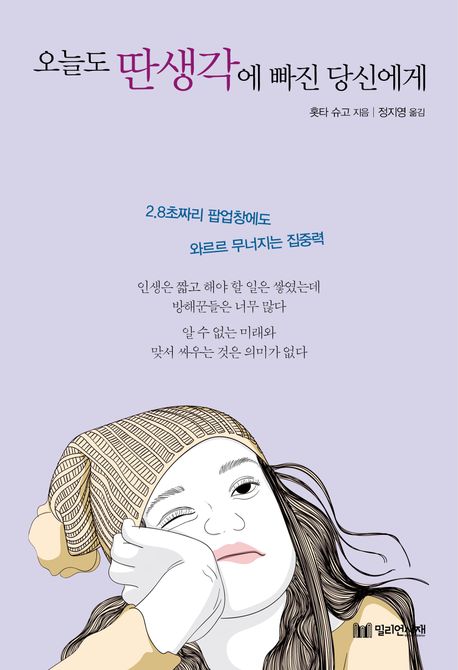 오늘도 딴생각에 빠진 당신에게
홋타 슈고 지음 | 정지영 옮김
2.8초짜리 팝업창에도
와르르 무너지는 집중력
인생은 짧고 해야 할 일은 쌓였는데
방해꾼들은 너무 많다
알 수 없는 미래와
맞서 싸우는 것은 의미가 없다
밀리언서재